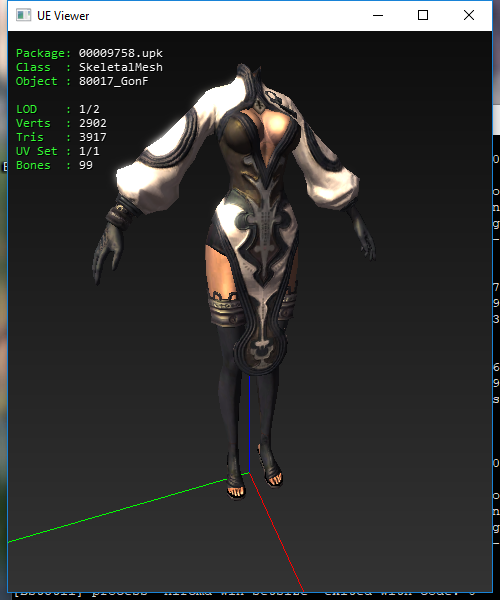 UE Viewer
Package: 00009758.upk
Class : SkeletalMesh
Object : 80017_GonF
LOD : 1/2
Verts : 2902
Tris : 3917
UV Set : 1/1
Bones : 99